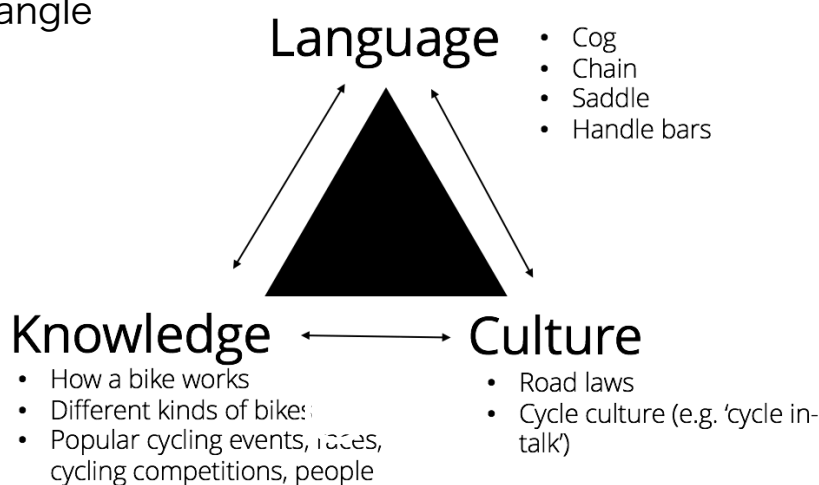 angle
Language
• Cog
• Chain
• Saddle
• Handle bars
Knowledge
• How a bike works
• Different kinds of bikes
• Popular cycling events, races,
cycling competitions, people
Culture
• Road laws
• Cycle culture (e.g. ‘cycle in-
talk’)